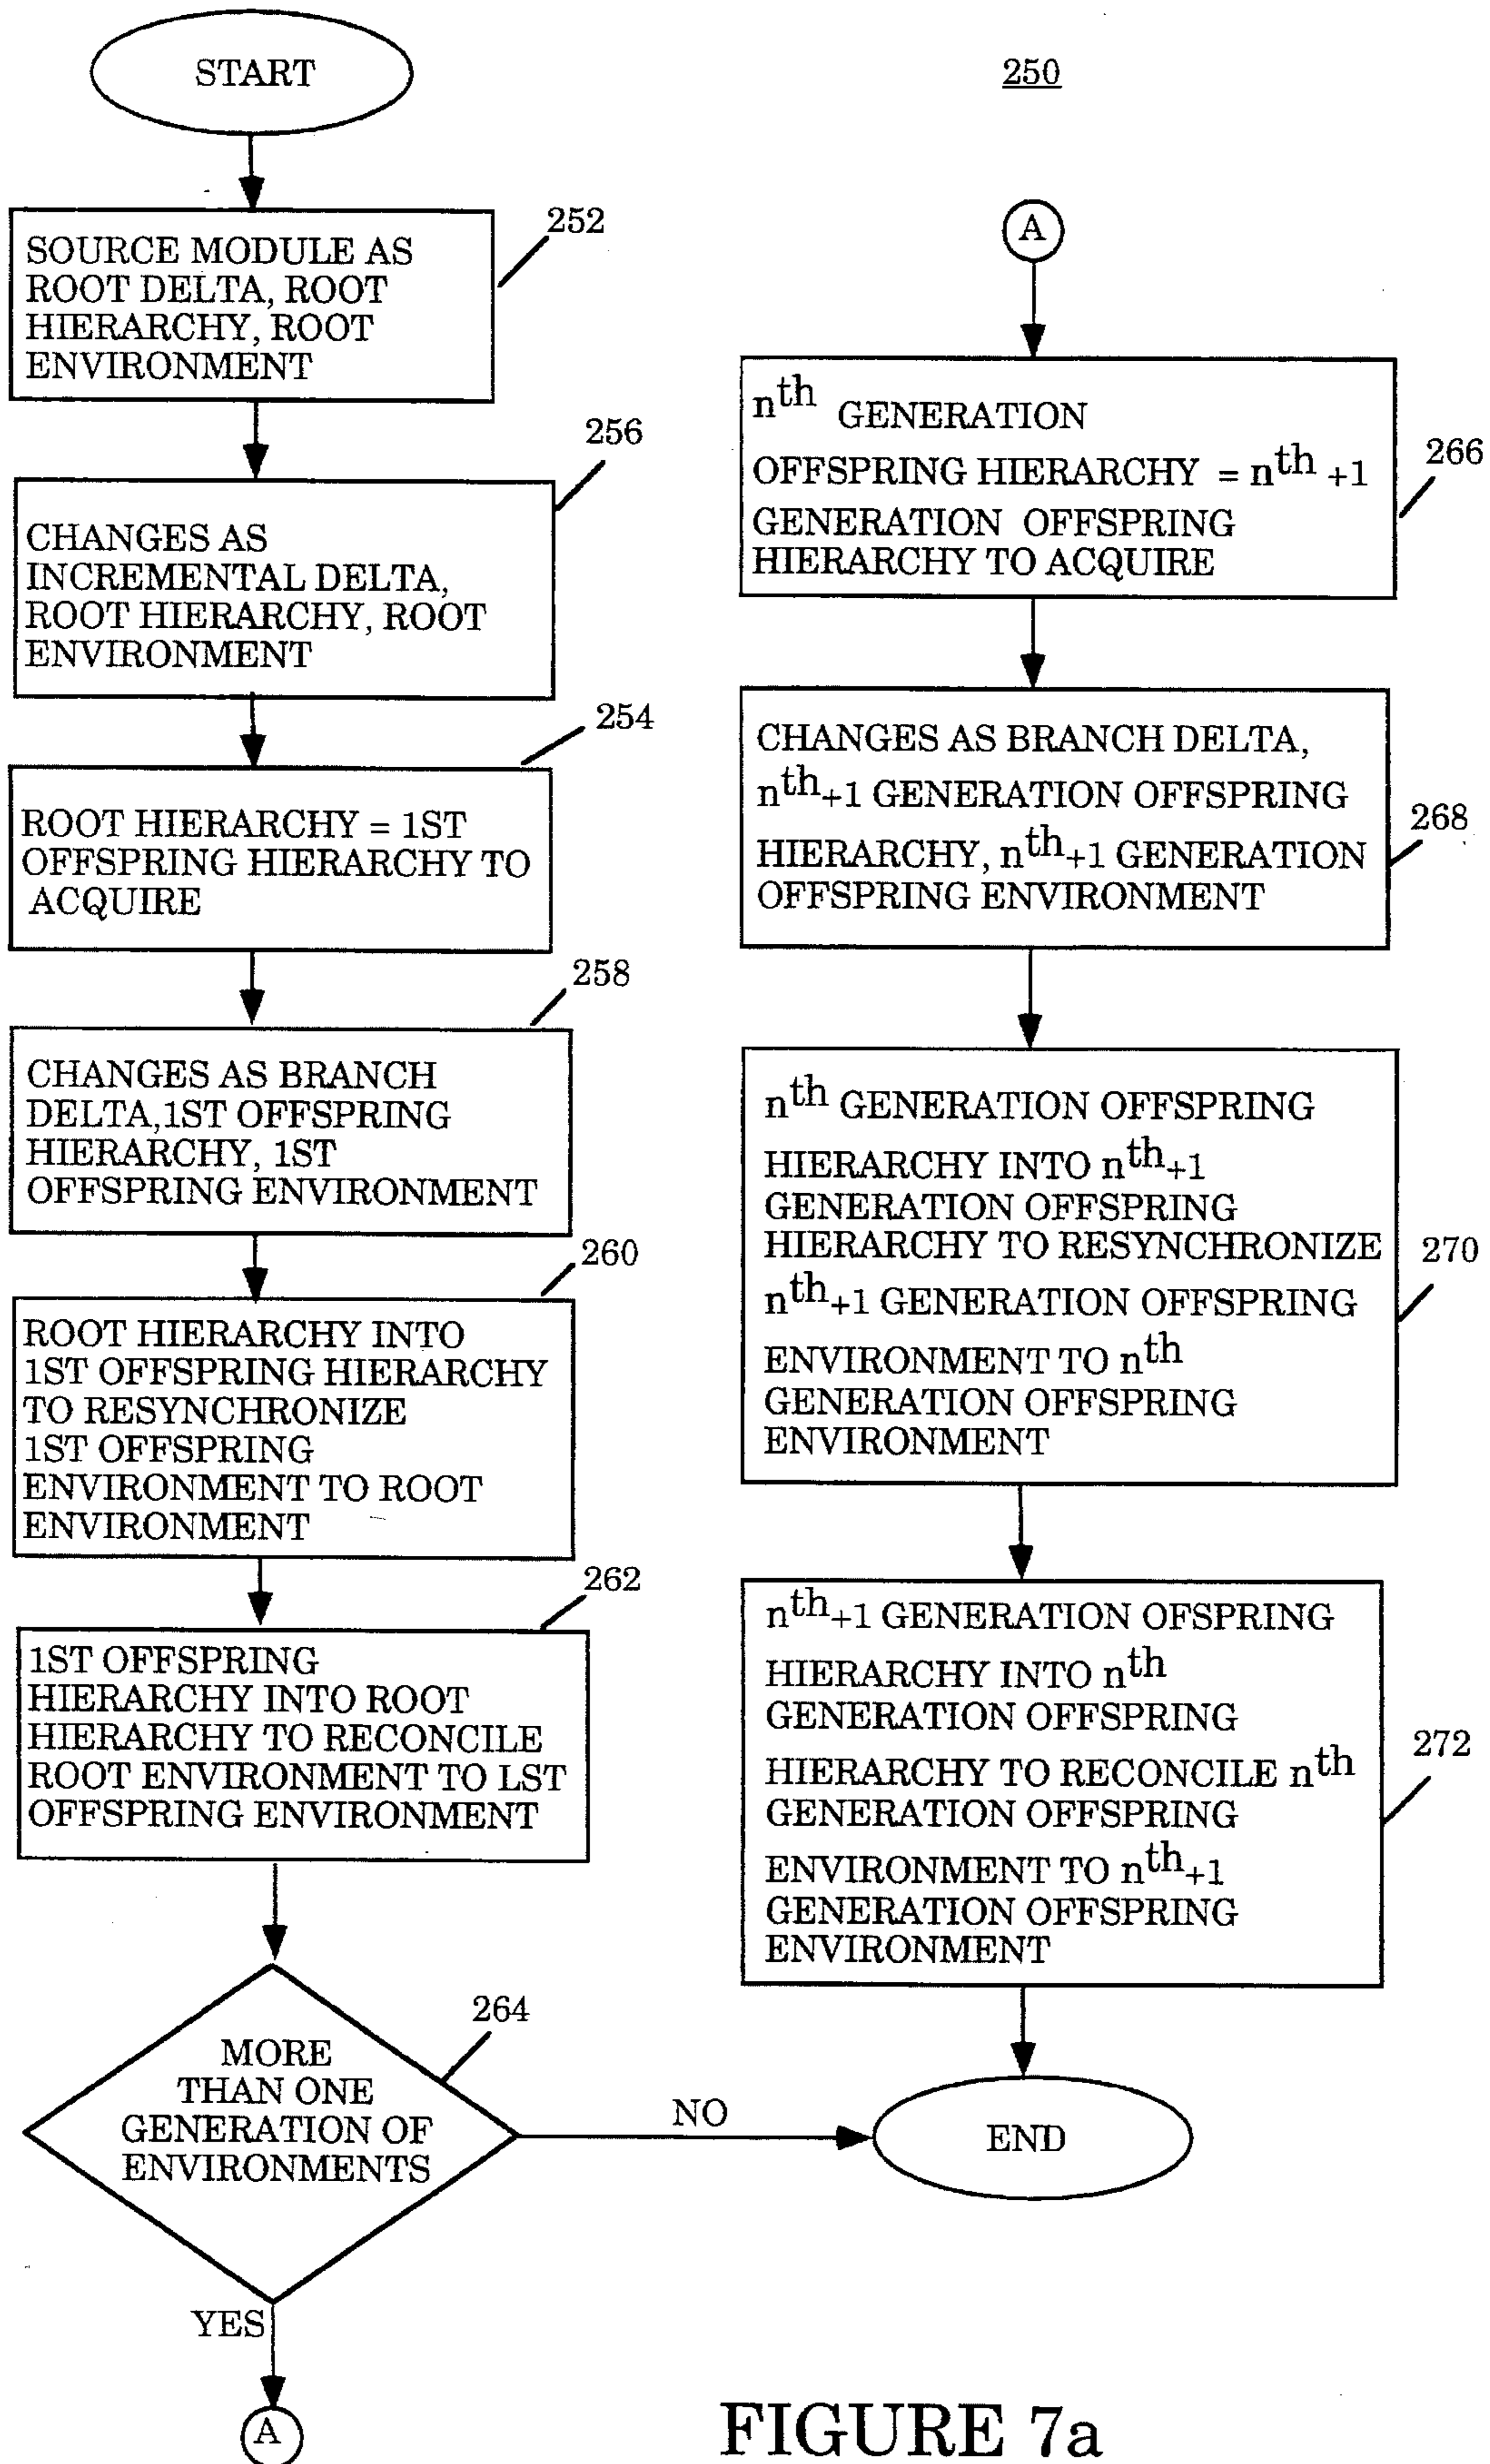 START
252
SOURCE MODULE AS
ROOT DELTA, ROOT
HIERARCHY, ROOT
ENVIRONMENT
256
CHANGES AS
INCREMENTAL DELTA,
ROOT HIERARCHY, ROOT
ENVIRONMENT
254
ROOT HIERARCHY = 1ST
OFFSPRING HIERARCHY TO
ACQUIRE
258
CHANGES AS BRANCH
DELTA,1ST OFFSPRING
HIERARCHY, 1ST
OFFSPRING ENVIRONMENT
260
ROOT HIERARCHY INTO
1ST OFFSPRING HIERARCHY
TO RESYNCHRONIZE
1ST OFFSPRING
ENVIRONMENT TO ROOT
ENVIRONMENT
262
1ST OFFSPRING
HIERARCHY INTO ROOT
HIERARCHY TO RECONCILE
ROOT ENVIRONMENT TO LST
OFFSPRING ENVIRONMENT
264
MORE
THAN ONE
GENERATION OF
ENVIRONMENTS
NO
YES
A
250
A
nth GENERATION
OFFSPRING HIERARCHY = nth +1
GENERATION OFFSPRING
HIERARCHY TO ACQUIRE
266
CHANGES AS BRANCH DELTA,
nth+1 GENERATION OFFSPRING
HIERARCHY, nth+1 GENERATION
OFFSPRING ENVIRONMENT
268
nth GENERATION OFFSPRING
HIERARCHY INTO nth+1
GENERATION OFFSPRING
HIERARCHY TO RESYNCHRONIZE
nth+1 GENERATION OFFSPRING
ENVIRONMENT TO nth
GENERATION OFFSPRING
ENVIRONMENT
270
nth+1 GENERATION OFSPRING
HIERARCHY INTO nth
GENERATION OFFSPRING
HIERARCHY TO RECONCILE nth
GENERATION OFFSPRING
ENVIRONMENT TO nth+1
GENERATION OFFSPRING
ENVIRONMENT
272
END
FIGURE 7a